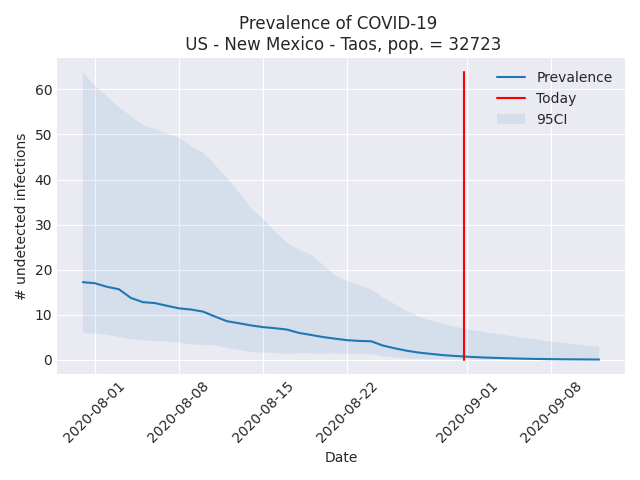 Prevalence of COVID-19
US - New Mexico - Taos, pop. = 32723
Prevalence
Today
95CI
# undetected infections
60
50
40
30
20
10
0
2020-08-01
2020-08-08
2020-08-15
2020-08-22
2020-09-01
2020-09-08
Date